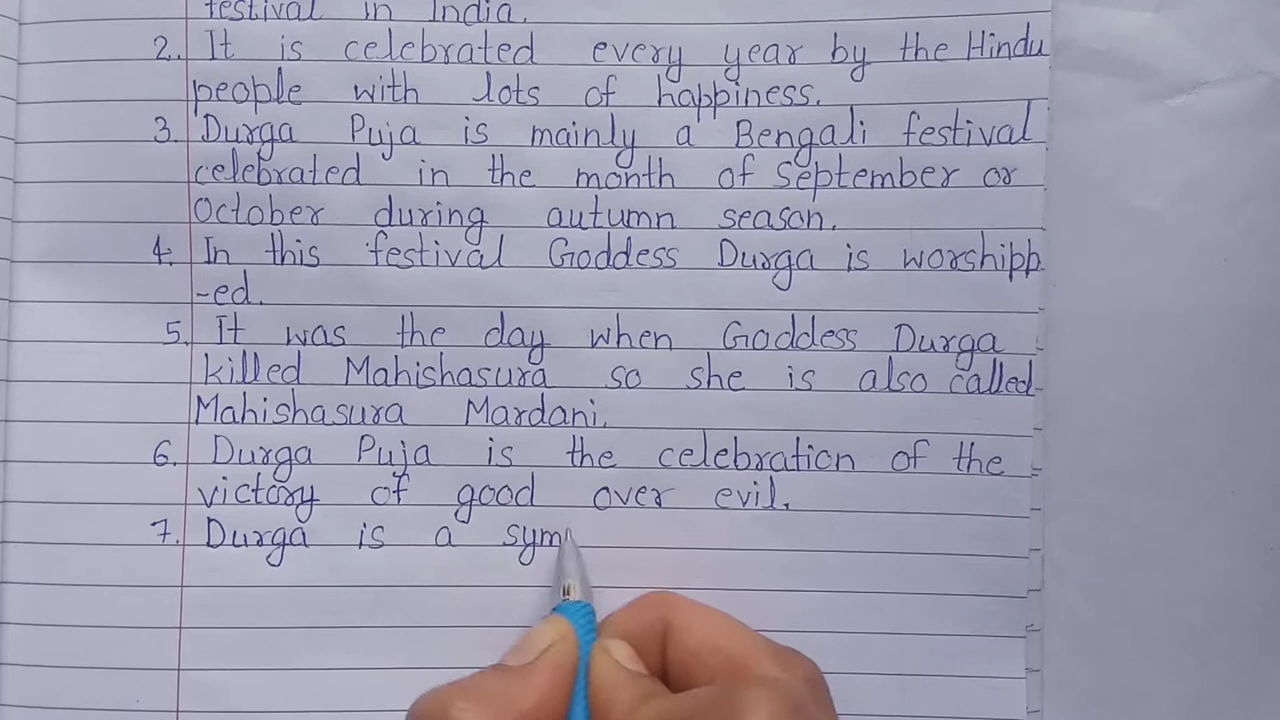 festival in India.
2. It is celebrated every year by the Hindu
people with lots of happiness.
3. Durga Puja is mainly a Bengali festival
celebrated in the month of September or
October during autumn season.
4. In this festival Goddess Durga is worshipp
-ed.
5. It was the day when Goddess Durga
killed Mahishasura so she is also called
Mahishasura Mardani.
6. Durga Puja is the celebration of the
victory of good over evil.
7. Durga is a sym